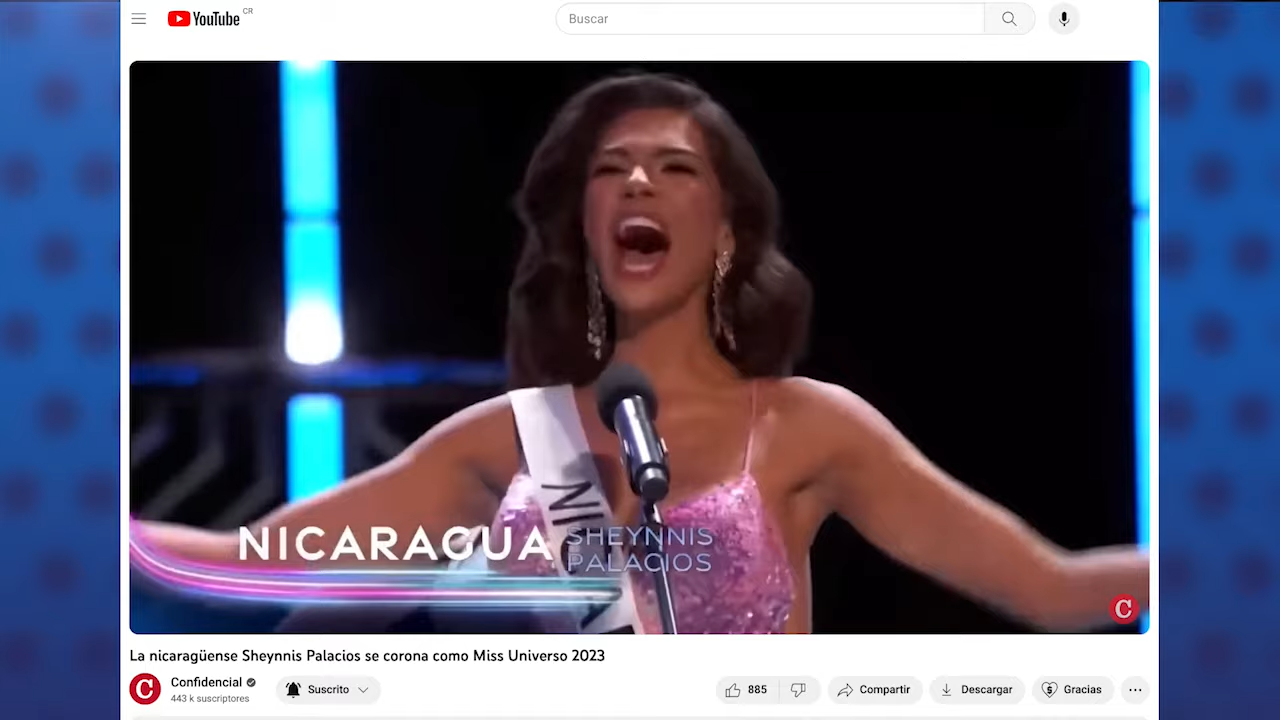 YouTube CR
Buscar
NICARAGUA
SHEYNNIS
PALACIOS
NICA
C
La nicaragüense Sheynnis Palacios se corona como Miss Universo 2023
C
Confidencial
443 k suscriptores
Suscrito
885
Compartir
Descargar
Gracias